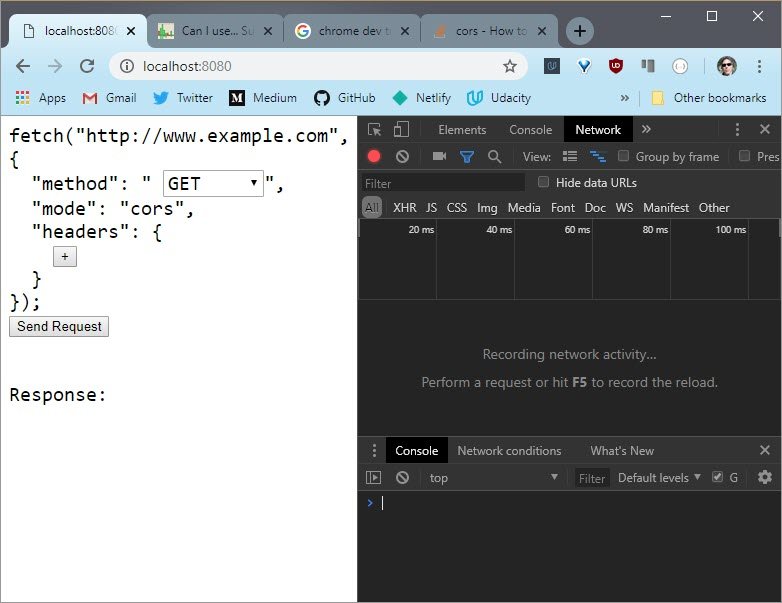 localhost:8080
Can I use... Su
chrome dev t
cors - How to
localhost:8080
Apps
Gmail
Twitter
Medium
GitHub
Netlify
Udacity
»
Other bookmarks
fetch("http://www.example.com",
{
"method": " GET",
"mode": "cors",
"headers": {
+
}
});
Send Request
Response:
Elements
Console
Network
»
View:
Group by frame
Pres
Filter
Hide data URLs
All
XHR
JS
CSS
Img
Media
Font
Doc
WS
Manifest
Other
20 ms
40 ms
60 ms
80 ms
100 ms
Recording network activity...
Perform a request or hit F5 to record the reload.
Console
Network conditions
What's New
top
Filter
Default levels
G
>